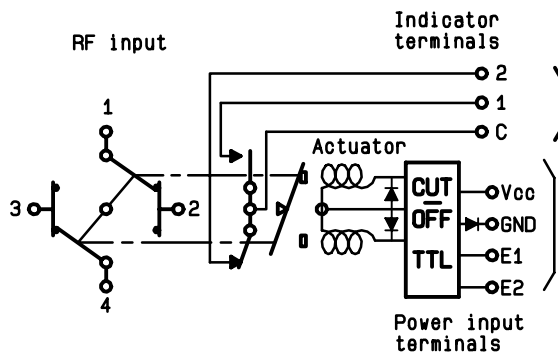 RF input
Indicator
terminals
2
1
C
1
3
2
4
Actuator
CUT
OFF
TTL
Vcc
GND
E1
E2
Power input
terminals